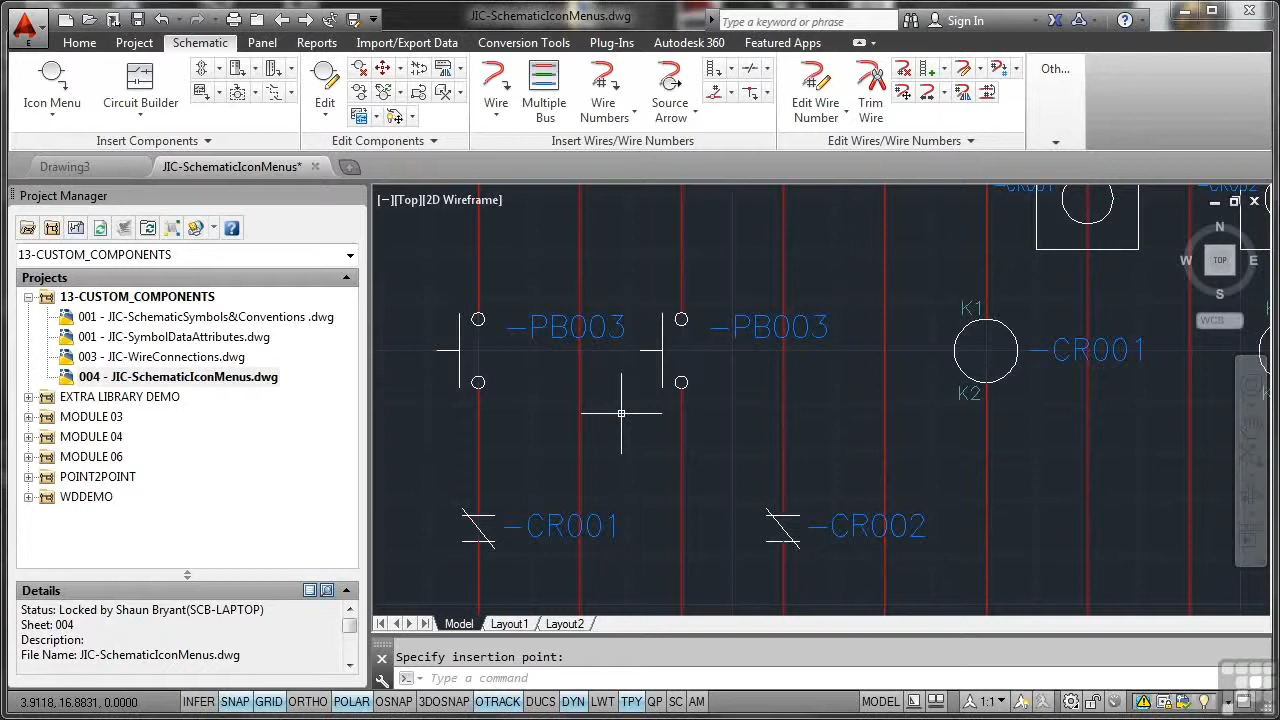 JIC-SchematicIconMenus.dwg
Type a keyword or phrase
Sign In
E
Home
Project
Schematic
Panel
Reports
Import/Export Data
Conversion Tools
Plug-Ins
Autodesk 360
Featured Apps
Icon Menu
Circuit Builder
Edit
Wire
Multiple
Bus
Wire
Numbers
Source
Arrow
Edit Wire
Number
Trim
Wire
Oth...
Insert Components
Edit Components
Insert Wires/Wire Numbers
Edit Wires/Wire Numbers
Drawing3
JIC-SchematicIconMenus*
Project Manager
13-CUSTOM_COMPONENTS
Projects
13-CUSTOM_COMPONENTS
001 - JIC-SchematicSymbols&Conventions .dwg
001 - JIC-SymbolDataAttributes.dwg
003 - JIC-WireConnections.dwg
004 - JIC-SchematicIconMenus.dwg
EXTRA LIBRARY DEMO
MODULE 03
MODULE 04
MODULE 06
POINT2POINT
WDDEMO
Details
Status: Locked by Shaun Bryant(SCB-LAPTOP)
Sheet: 004
Description:
File Name: JIC-SchematicIconMenus.dwg
[−][Top][2D Wireframe]
-CR001
-CR002
N
W
TOP
E
S
WCS
-PB003
-PB003
K1
-CR001
K2
-CR001
-CR002
Model
Layout1
Layout2
Specify insertion point:
Type a command
3.9118, 16.8831, 0.0000
INFER
SNAP
GRID
ORTHO
POLAR
OSNAP
3DOSNAP
OTRACK
DUCS
DYN
LWT
TPY
QP
SC
AM
MODEL
1:1